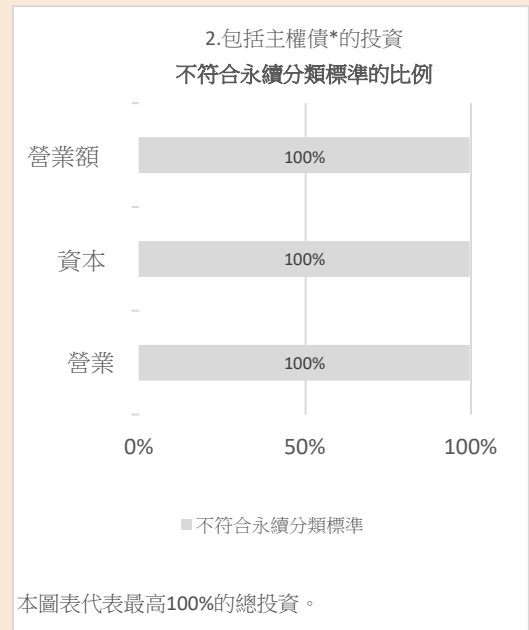 2.包括主權債*的投資
不符合永續分類標準的比例
營業額
100%
資本
100%
營業
100%
0%
50%
100%
不符合永續分類標準
本圖表代表最高100%的總投資。